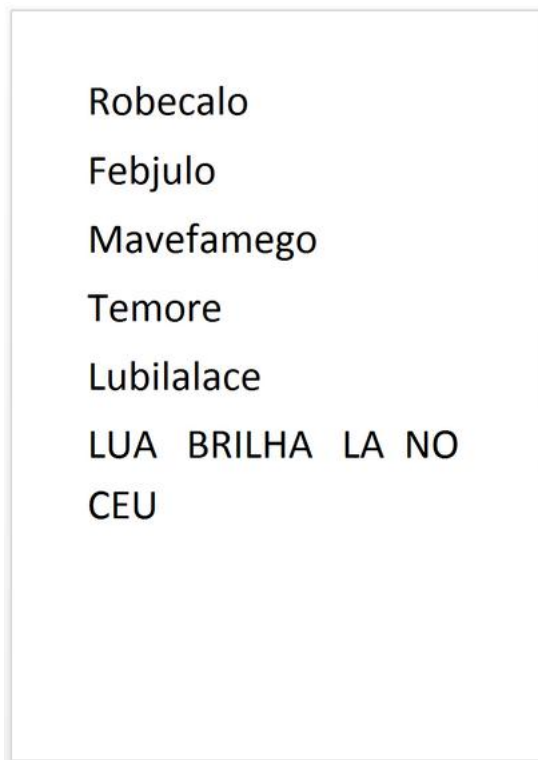 Robecalo
Febjulo
Mavefamego
Temore
Lubilalace
LUA BRILHA LA NO
CEU